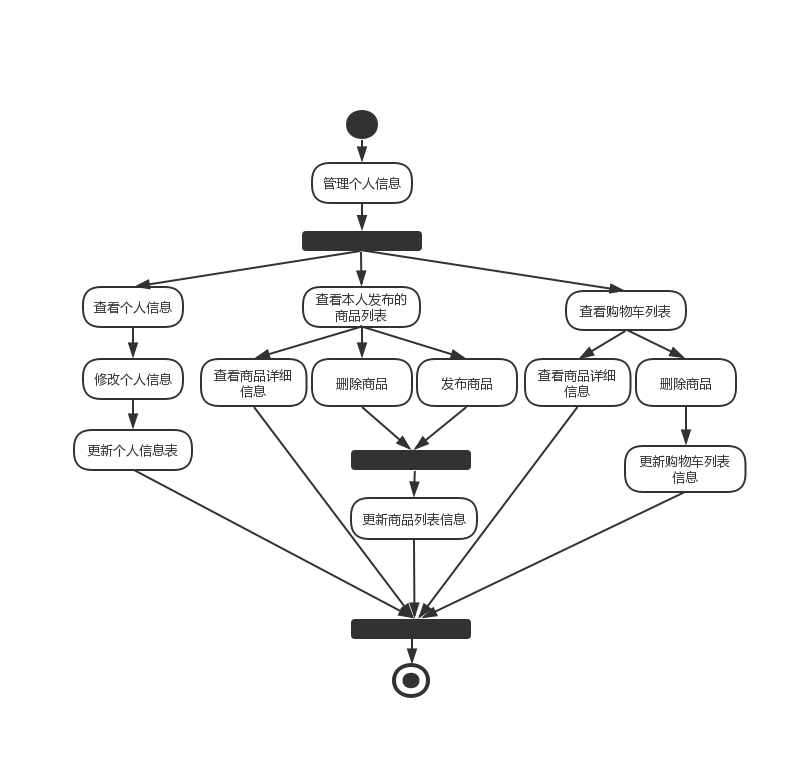 管理个人信息
查看个人信息
查看本人发布的
商品列表
查看购物车列表
修改个人信息
查看商品详细
信息
删除商品
发布商品
查看商品详细
信息
删除商品
更新个人信息表
更新购物车列表
信息
更新商品列表信息